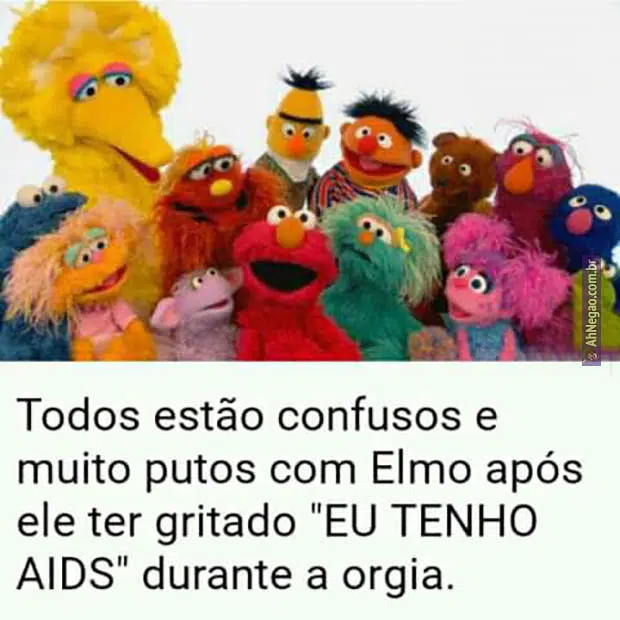 AhNegao.com.br
Todos estão confusos e
muito putos com Elmo após
ele ter gritado "EU TENHO
AIDS" durante a orgia.